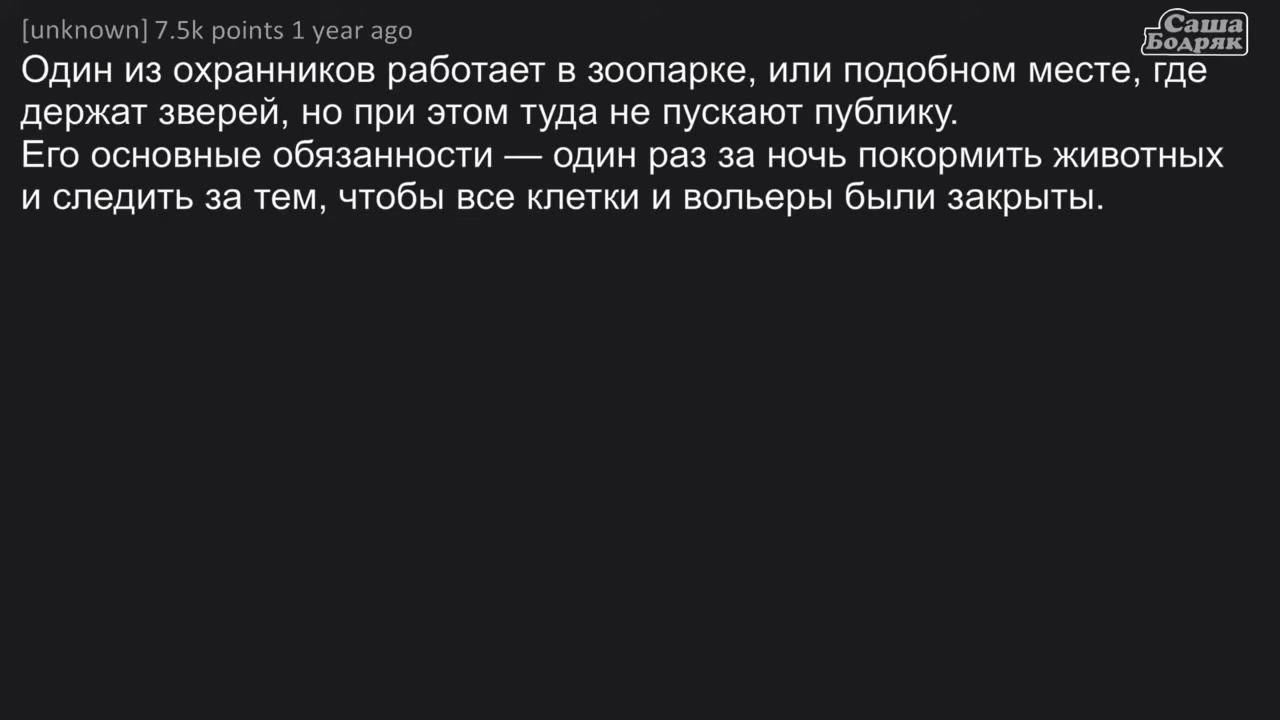 [unknown] 7.5k points 1 year ago
Саша
Бодряк
Один из охранников работает в зоопарке, или подобном месте, где
держат зверей, но при этом туда не пускают публику.
Его основные обязанности — один раз за ночь покормить животных
и следить за тем, чтобы все клетки и вольеры были закрыты.